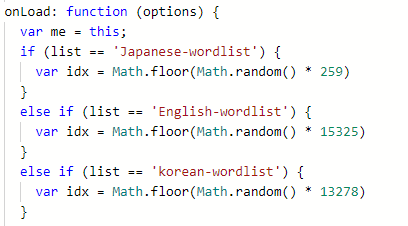 onLoad: function (options) {
var me = this;
if (list == 'Japanese-wordlist') {
var idx = Math.floor(Math.random() * 259)
}
else if (list == 'English-wordlist') {
var idx = Math.floor(Math.random() * 15325)
}
else if (list == 'korean-wordlist') {
var idx = Math.floor(Math.random() * 13278)
}